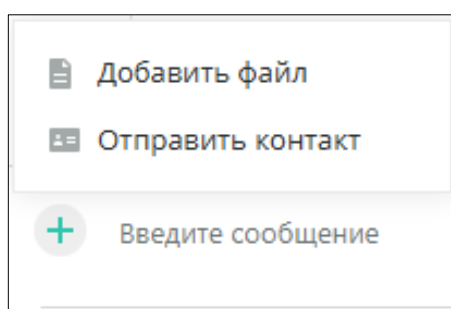 Добавить файл
Отправить контакт
Введите сообщение